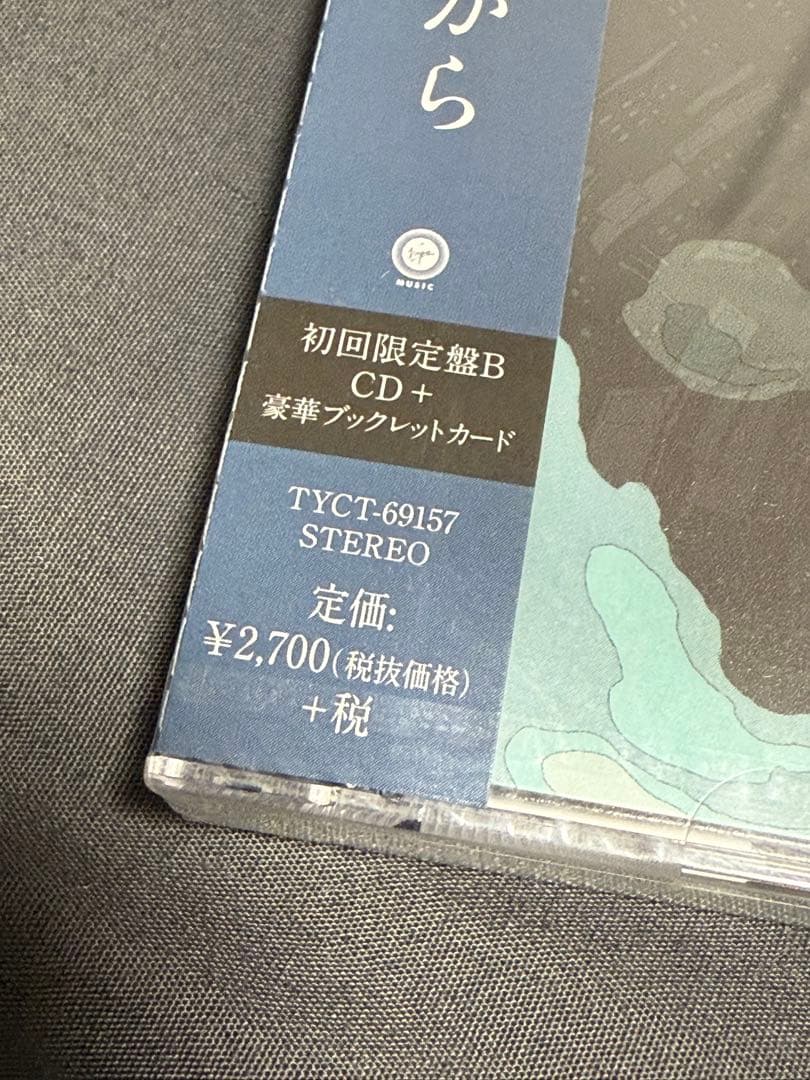 から
MUSIC
初回限定盤B
CD+
豪華ブックレットカード
TYCT-69157
STEREO
定価:
¥2,700(税抜価格)
+税